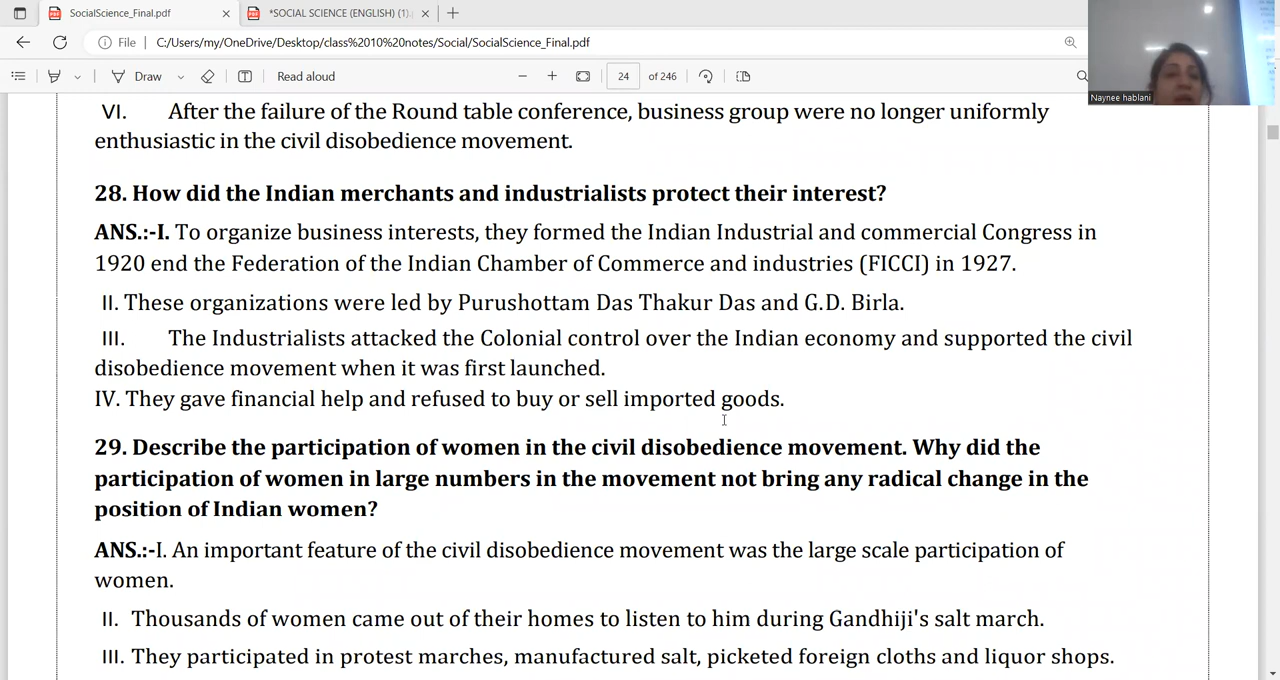 SocialScience_Final.pdf
*SOCIAL SCIENCE (ENGLISH) (1).
File C:/Users/my/OneDrive/Desktop/class%2010%20notes/Social/SocialScience_Final.pdf
Draw Read aloud 24 of 246
Naynee hablani
VI. After the failure of the Round table conference, business group were no longer uniformly
enthusiastic in the civil disobedience movement.
28. How did the Indian merchants and industrialists protect their interest?
ANS.:-I. To organize business interests, they formed the Indian Industrial and commercial Congress in
1920 end the Federation of the Indian Chamber of Commerce and industries (FICCI) in 1927.
II. These organizations were led by Purushottam Das Thakur Das and G.D. Birla.
III. The Industrialists attacked the Colonial control over the Indian economy and supported the civil
disobedience movement when it was first launched.
IV. They gave financial help and refused to buy or sell imported goods.
29. Describe the participation of women in the civil disobedience movement. Why did the
participation of women in large numbers in the movement not bring any radical change in the
position of Indian women?
ANS.:-I. An important feature of the civil disobedience movement was the large scale participation of
women.
II. Thousands of women came out of their homes to listen to him during Gandhiji's salt march.
III. They participated in protest marches, manufactured salt, picketed foreign cloths and liquor shops.